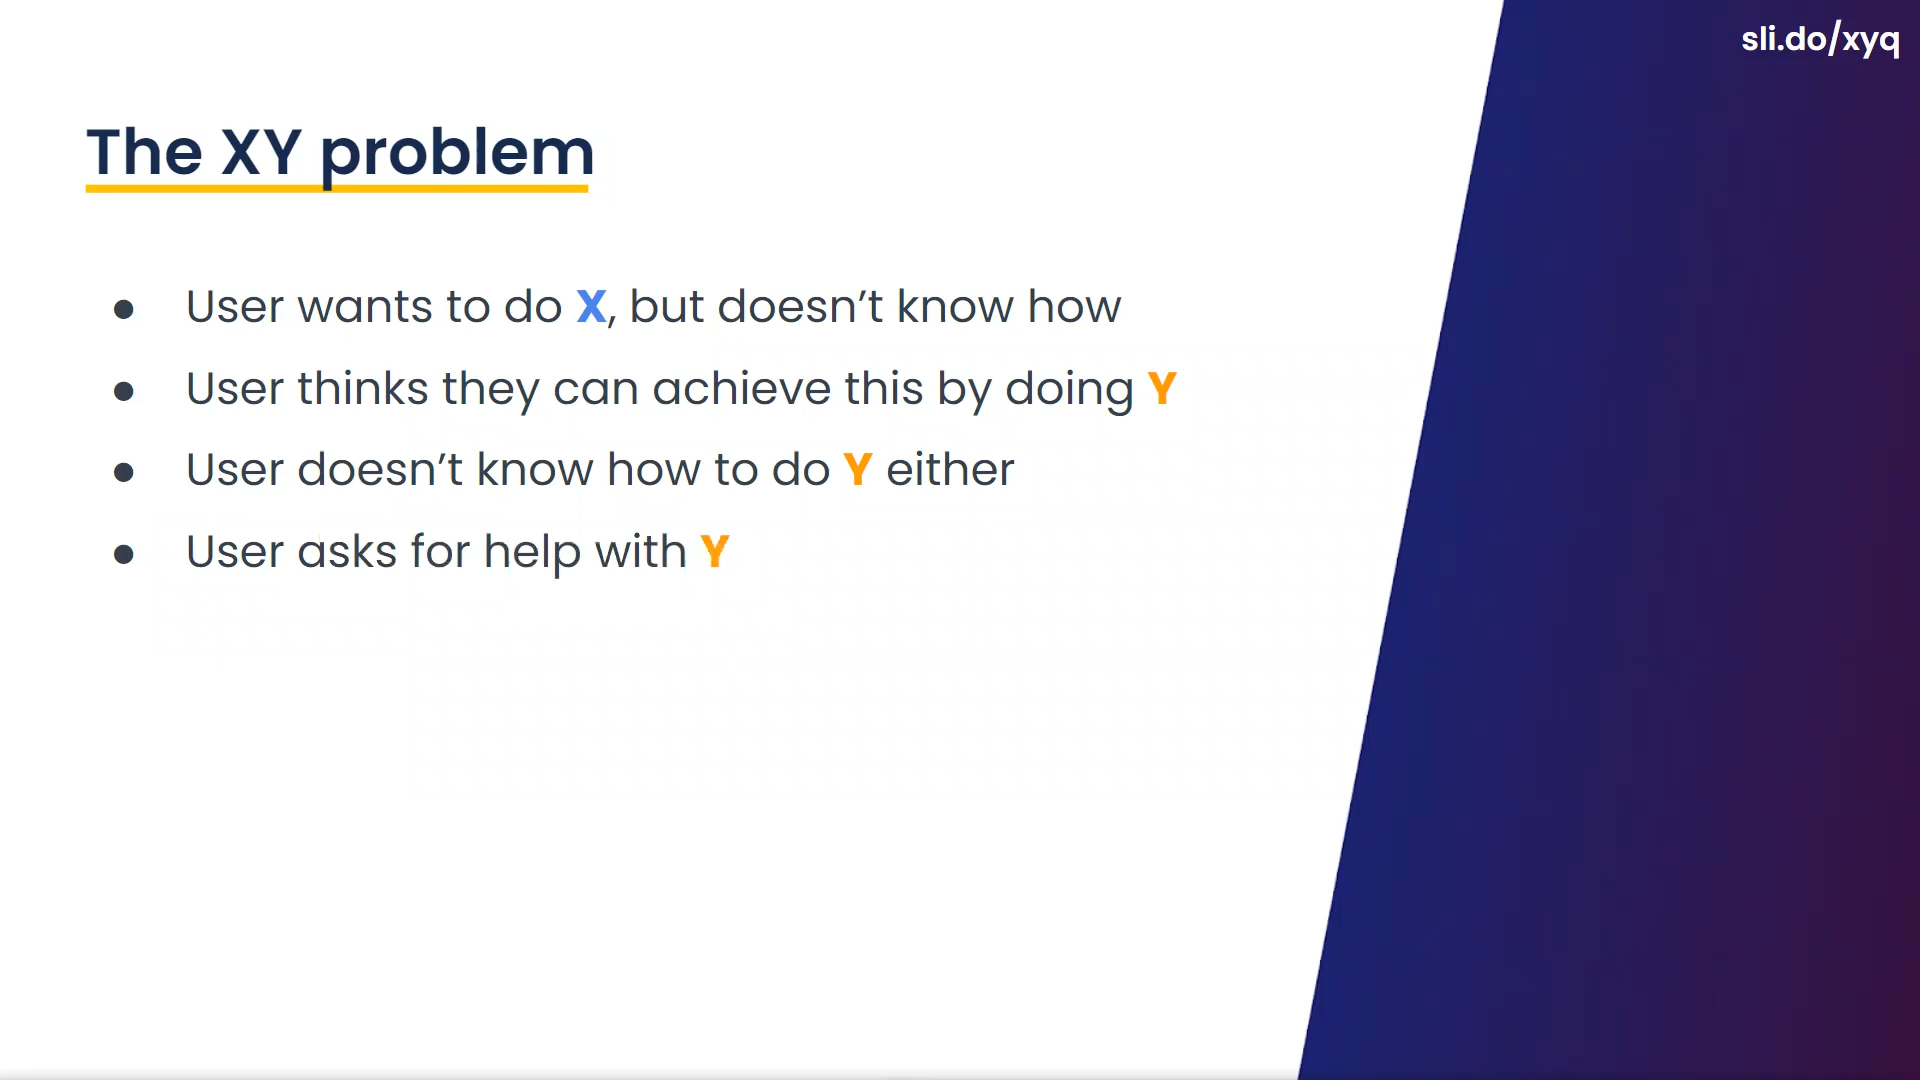 sli.do/xyq
The XY problem
● User wants to do X, but doesn’t know how
● User thinks they can achieve this by doing Y
● User doesn’t know how to do Y either
● User asks for help with Y